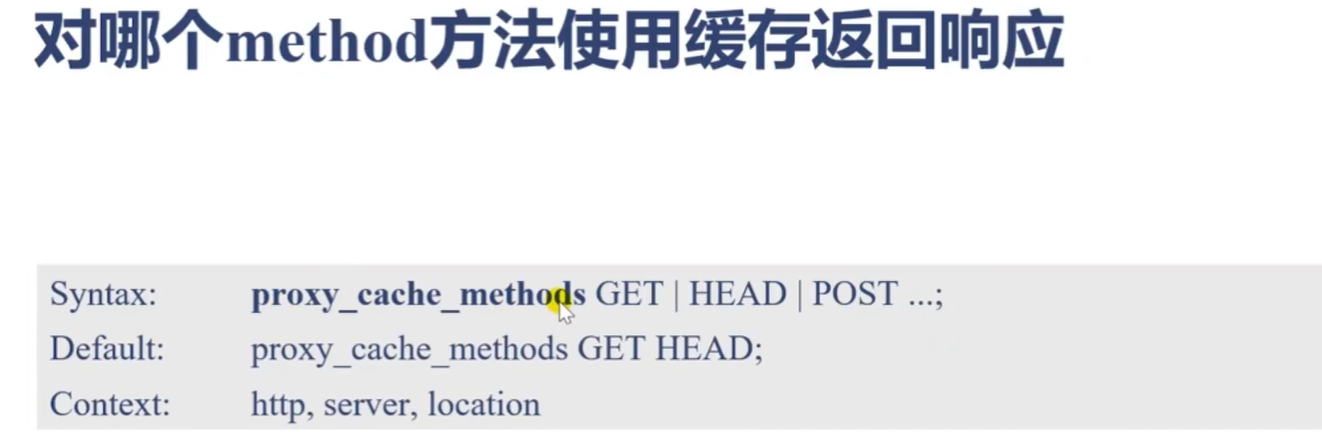 对哪个method方法使用缓存返回响应
Syntax: proxy_cache_methods GET | HEAD | POST ...;
Default: proxy_cache_methods GET HEAD;
Context: http, server, location